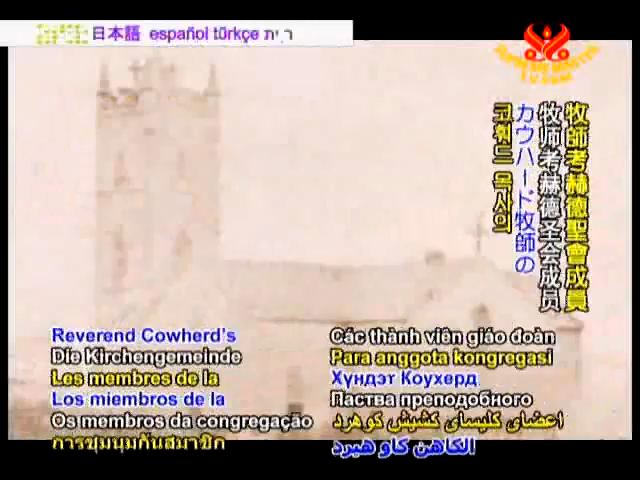 日本語 español türkçe
SUPREME MASTER
牧師考赫德聖會成員
牧师考赫德圣会成员
カウハード牧師の
코훠드 목사의
Reverend Cowherd's
Die Kirchengemeinde
Les membres de la
Los miembros de la
Os membros da congregação
การชุมนุมกันสมาชิก
Các thành viên giáo đoàn
Para anggota kongregasi
Хүндэт Коухерд
Паства преподобного
اعضای کلیسای کشیش کوهرد
الكاهن كاو هيرد